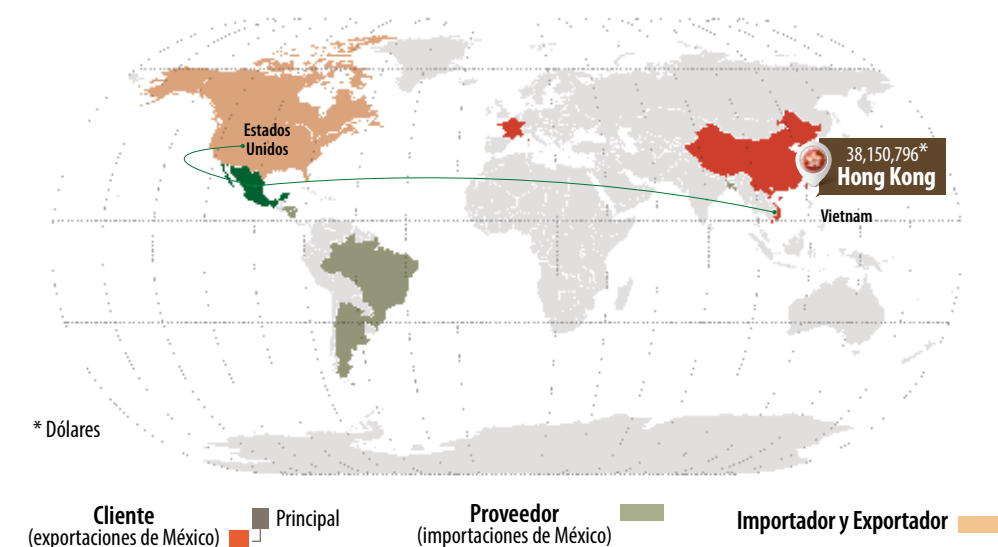 Estados
Unidos
38,150,796*
Hong Kong
Vietnam
* Dólares
Cliente
(exportaciones de México)
Principal
Proveedor
(importaciones de México)
Importador y Exportador